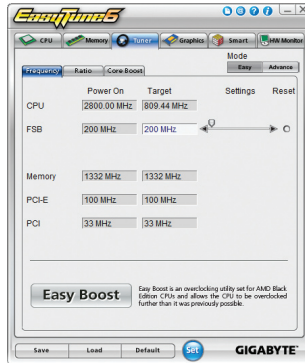 EasyTune6
CPU Memory Tuner Graphics Smart HW Monitor
Mode
Easy Advance
Frequency Ratio Core Boost
Power On Target Settings Reset
CPU 2800.00 MHz 809.44 MHz
FSB 200 MHz 200 MHz
Memory 1332 MHz 1332 MHz
PCI-E 100 MHz 100 MHz
PCI 33 MHz 33 MHz
Easy Boost
Easy Boost is an overclocking utility set for AMD Black
Edition CPUs and allows the CPU to be overclocked
further than it was previously possible.
Save Load Default Set GIGABYTE